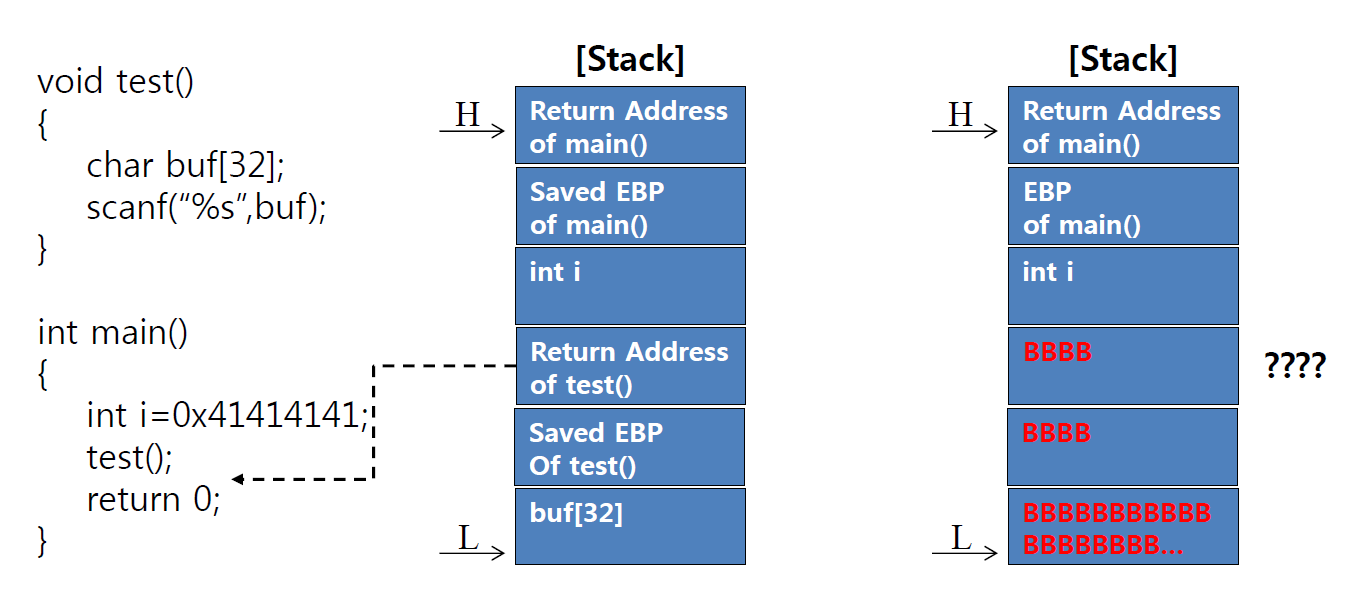 void test()
{
char buf[32];
scanf(“%s”,buf);
}
int main()
{
int i=0x41414141;
test();
return 0;
}
[Stack]
H
Return Address
of main()
Saved EBP
of main()
int i
Return Address
of test()
Saved EBP
Of test()
L
buf[32]
[Stack]
H
Return Address
of main()
EBP
of main()
int i
BBBB
????
BBBB
L
BBBBBBBBBBB
BBBBBBBB...